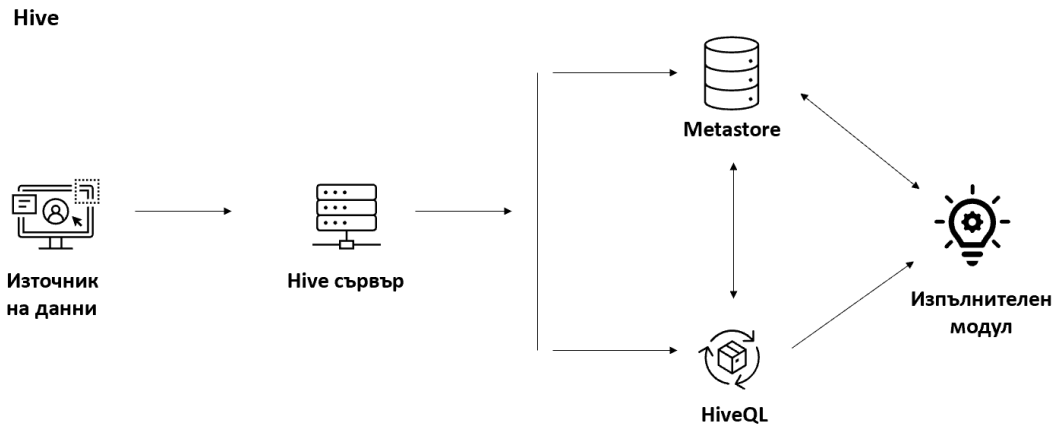 Hive
Metastore
Източник
на данни
Hive сървър
Изпълнителен
модул
HiveQL